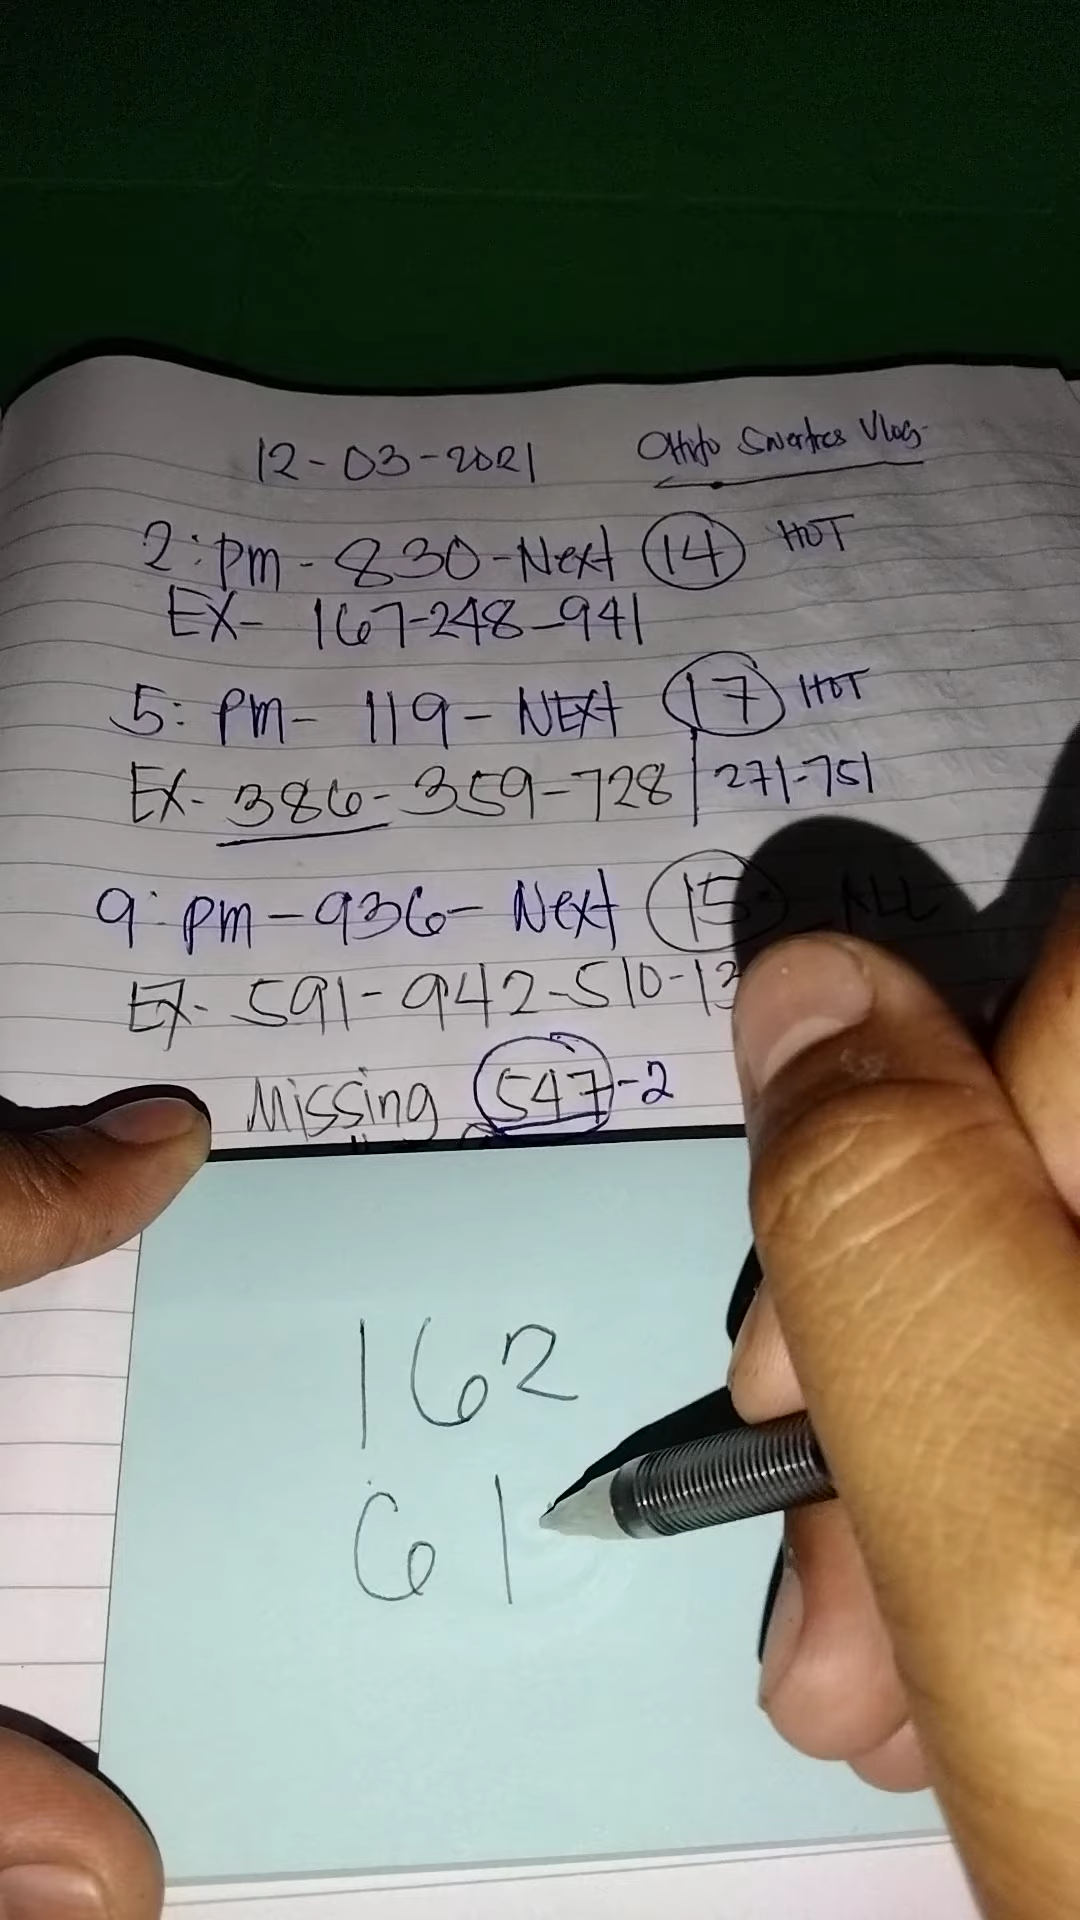 12-03-2021 Swertres Vlog
2:pm - 830 - Next 14 HOT
EX- 167-248-941
5: pm- 119 - NEXt 17 HOT
EX- 386-359-728 | 271-751
9: pm - 936 - Next 15 ALL
EX- 591-942-510-13
Missing 547-2
162
61